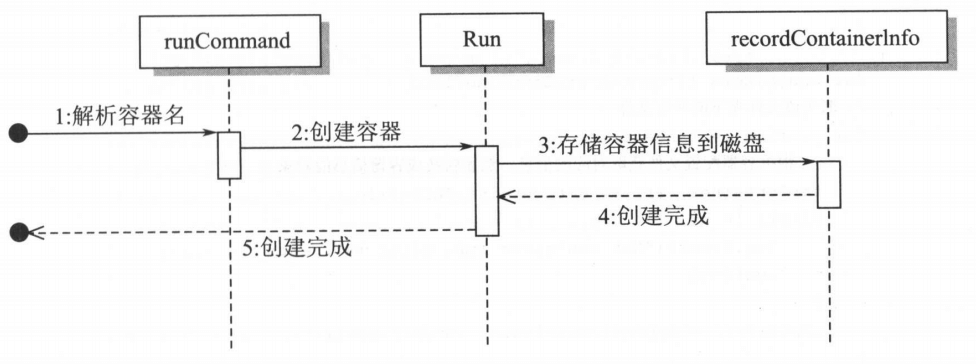 runCommand
Run
recordContainerInfo
1:解析容器名
2:创建容器
3:存储容器信息到磁盘
4:创建完成
5:创建完成